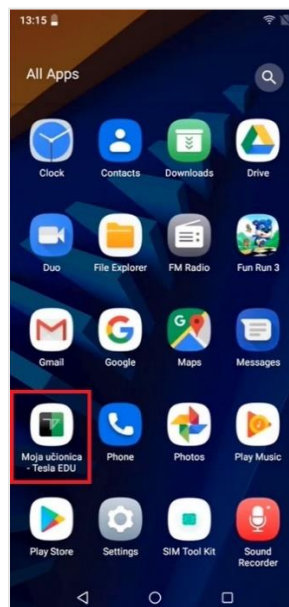 13:15
All Apps
Clock
Contacts
Downloads
Drive
Duo
File Explorer
FM Radio
Fun Run 3
Gmail
Google
Maps
Messages
Moja učionica
- Tesla EDU
Phone
Photos
Play Music
Play Store
Settings
SIM Tool Kit
Sound
Recorder